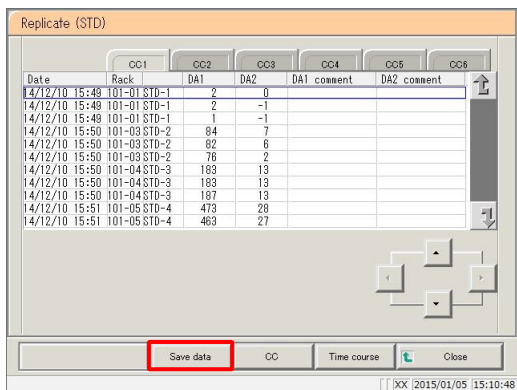 Replicate (STD)
CC1 CC2 CC3 CC4 CC5 CC6
Date Rack DA1 DA2 DA1 comment DA2 comment
14/12/10 15:49 101-01 STD-1 2 0
14/12/10 15:49 101-01 STD-1 2 -1
14/12/10 15:49 101-01 STD-1 1 -1
14/12/10 15:50 101-03 STD-2 84 7
14/12/10 15:50 101-03 STD-2 82 6
14/12/10 15:50 101-03 STD-2 76 2
14/12/10 15:50 101-04 STD-3 183 13
14/12/10 15:50 101-04 STD-3 183 13
14/12/10 15:50 101-04 STD-3 187 13
14/12/10 15:51 101-05 STD-4 473 28
14/12/10 15:51 101-05 STD-4 463 27
Save data CC Time course Close
XX 2015/01/05 15:10:48